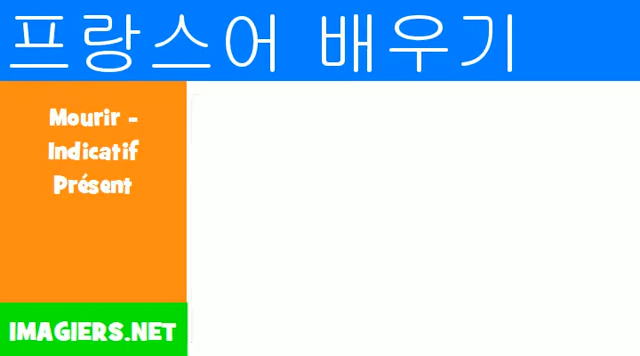 프랑스어 배우기
Mourir -
Indicatif
Présent
IMAGIERS.NET